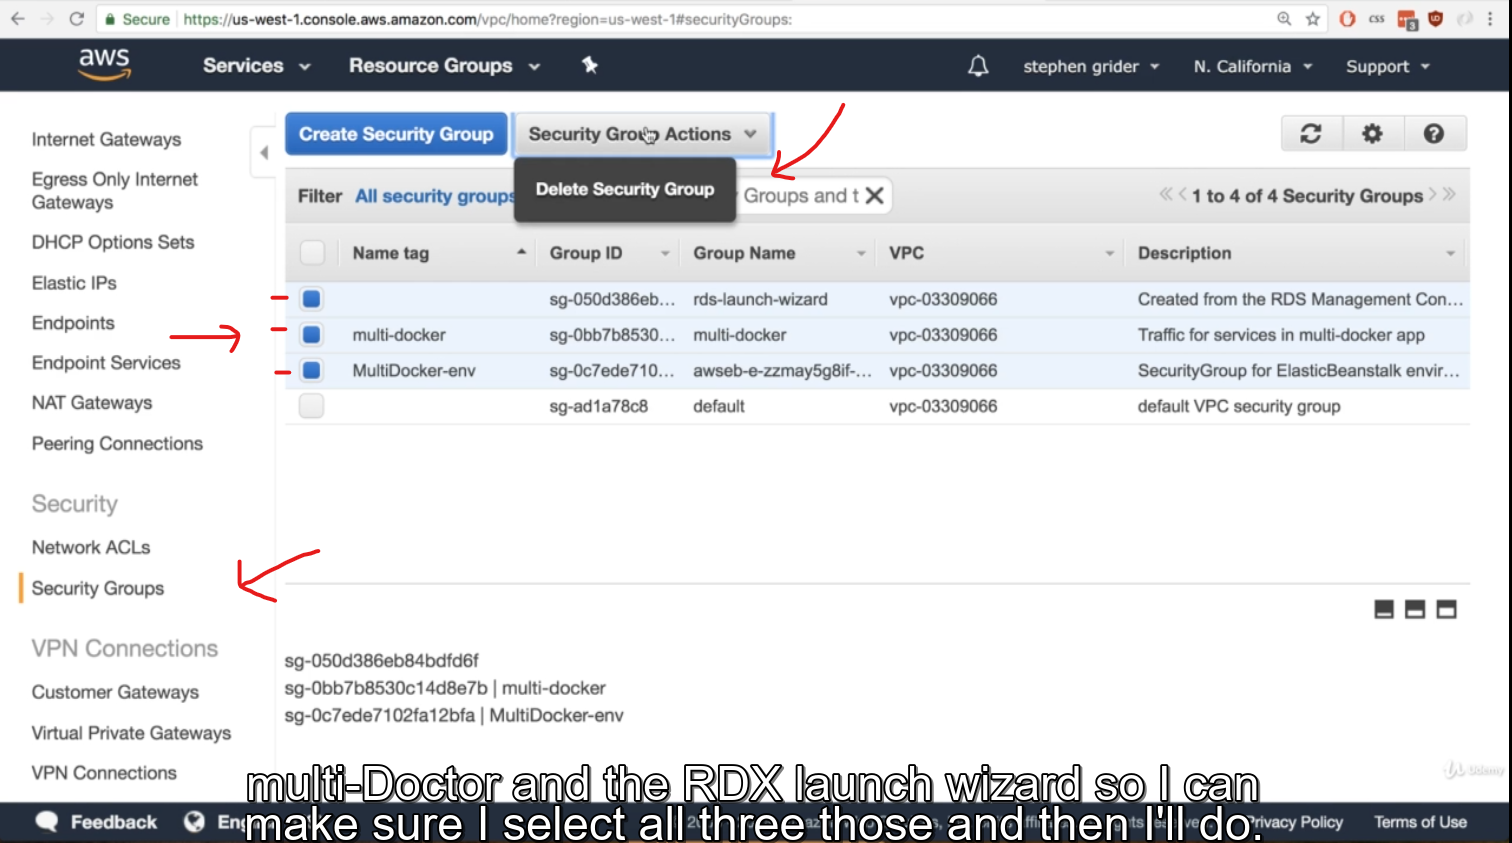 Secure https://us-west-1.console.aws.amazon.com/vpc/home?region=us-west-1#securityGroups:
css
3
aws Services Resource Groups stephen grider N. California Support
Internet Gateways
Egress Only Internet
Gateways
DHCP Options Sets
Elastic IPs
Endpoints
Endpoint Services
NAT Gateways
Peering Connections
Security
Network ACLs
Security Groups
VPN Connections
Customer Gateways
Virtual Private Gateways
VPN Connections
Create Security Group Security Group Actions
Delete Security Group
Filter All security groups Groups and t 1 to 4 of 4 Security Groups
Name tag Group ID Group Name VPC Description
sg-050d386eb... rds-launch-wizard vpc-03309066 Created from the RDS Management Con...
multi-docker sg-0bb7b8530... multi-docker vpc-03309066 Traffic for services in multi-docker app
MultiDocker-env sg-0c7ede710... awseb-e-zzmay5g8if-... vpc-03309066 SecurityGroup for ElasticBeanstalk envir...
sg-ad1a78c8 default vpc-03309066 default VPC security group
sg-050d386eb84bdfd6f
sg-0bb7b8530c14d8e7b | multi-docker
sg-0c7ede7102fa12bfa | MultiDocker-env
Udemy
multi-Doctor and the RDX launch wizard so I can
make sure I select all three those and then I'll do.
Feedback Privacy Policy Terms of Use